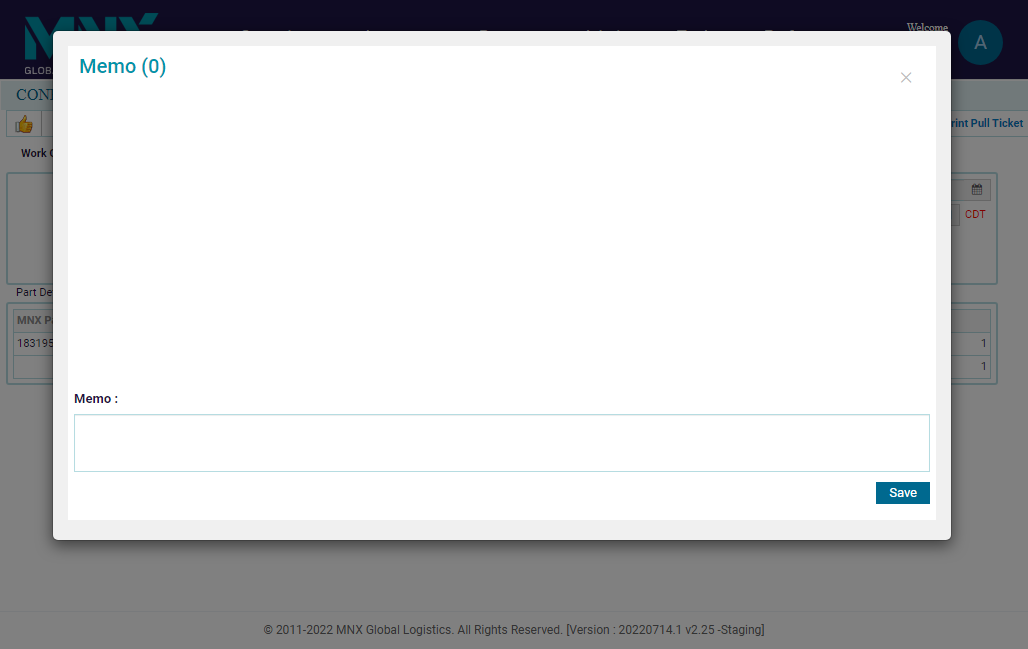 MNX
GLOB
Welcome
A
Memo (0)
CON
rint Pull Ticket
Work
CDT
Part De
MNX P
183195
1
1
Memo :
Save
© 2011-2022 MNX Global Logistics. All Rights Reserved. [Version : 20220714.1 v2.25 -Staging]